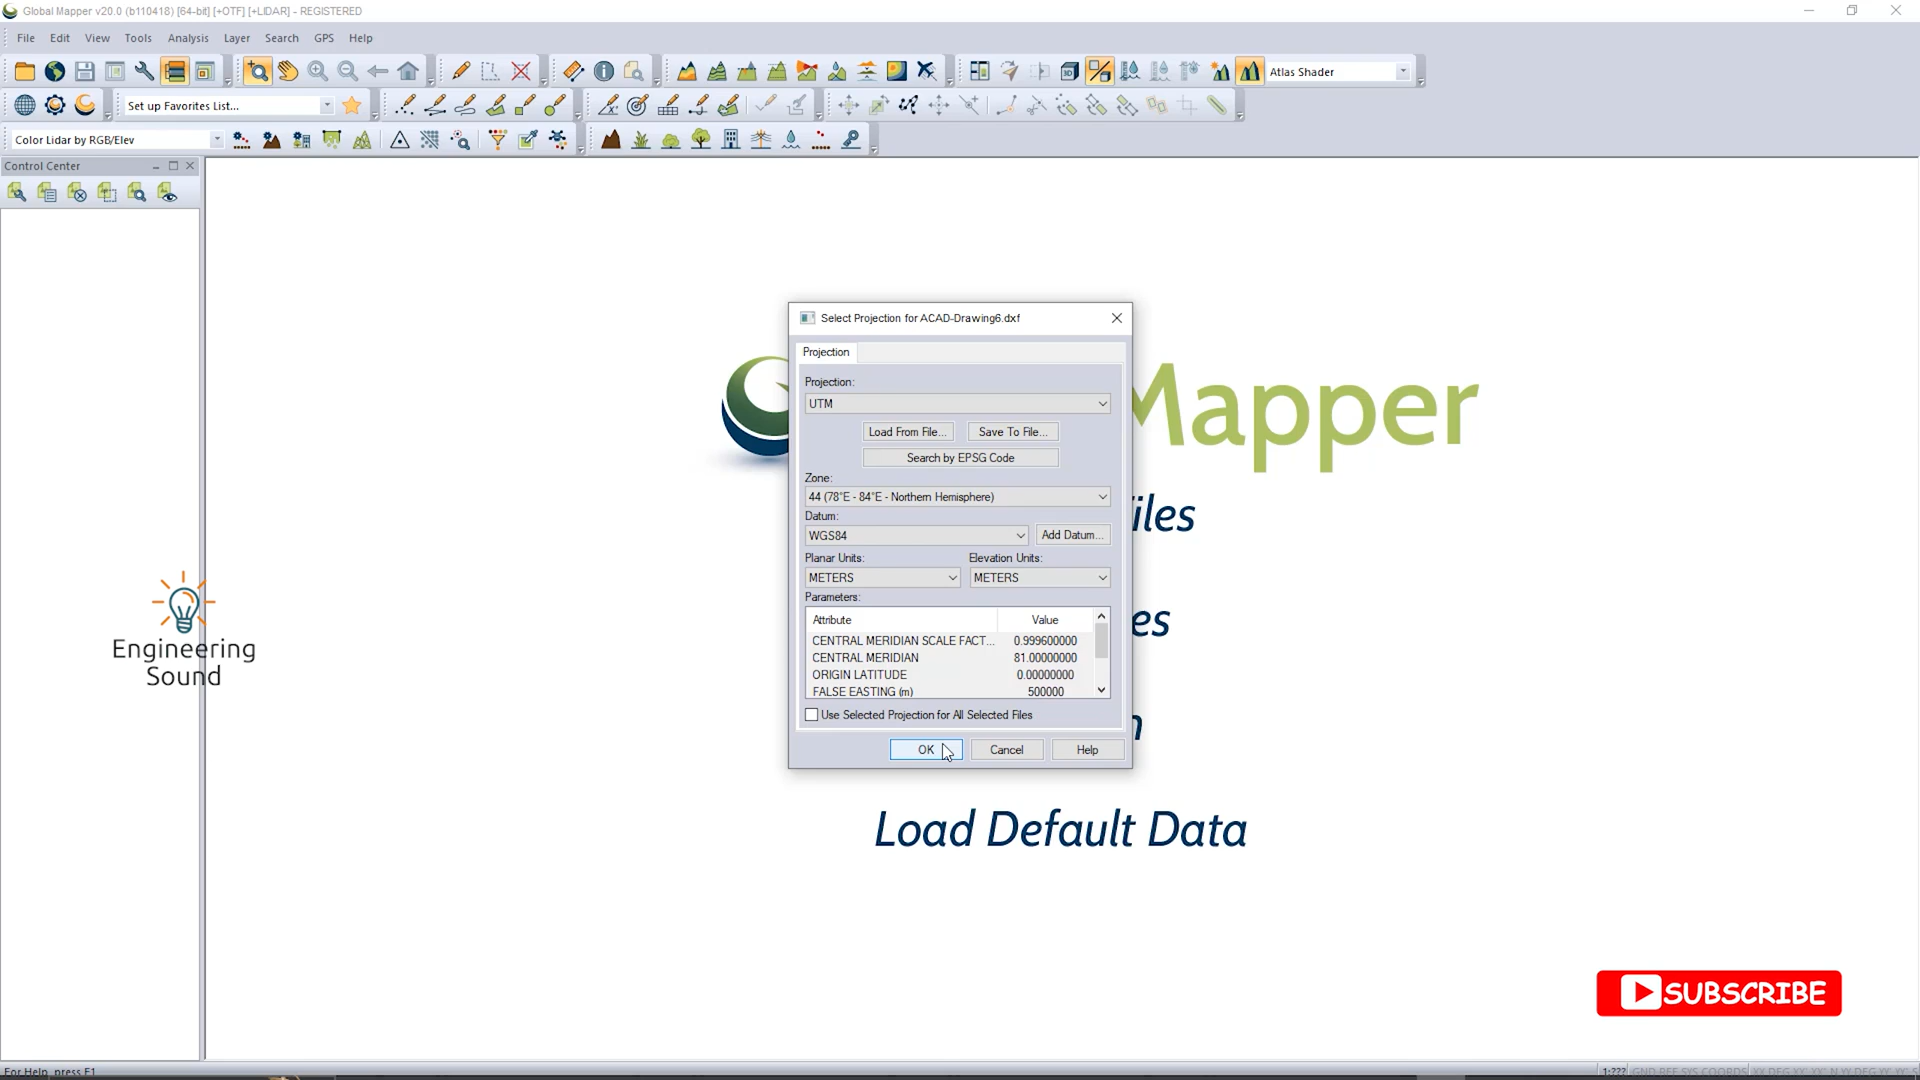 Global Mapper v20.0 (b110418) [64-bit] [+OTF] [+LIDAR] - REGISTERED
File Edit View Tools Analysis Layer Search GPS Help
Atlas Shader
Set up Favorites List...
Color Lidar by RGB/Elev
Control Center
Select Projection for ACAD-Drawing6.dxf
Projection
Projection:
UTM
Load From File... Save To File...
Search by EPSG Code
Zone:
44 (78°E - 84°E - Northern Hemisphere)
Datum:
WGS84 Add Datum...
Planar Units: Elevation Units:
METERS METERS
Parameters:
Attribute Value
CENTRAL MERIDIAN SCALE FACT... 0.999600000
CENTRAL MERIDIAN 81.00000000
ORIGIN LATITUDE 0.00000000
FALSE EASTING (m) 500000
Use Selected Projection for All Selected Files
OK Cancel Help
Mapper
Load Default Data
Engineering
Sound
SUBSCRIBE
For Help, press F1